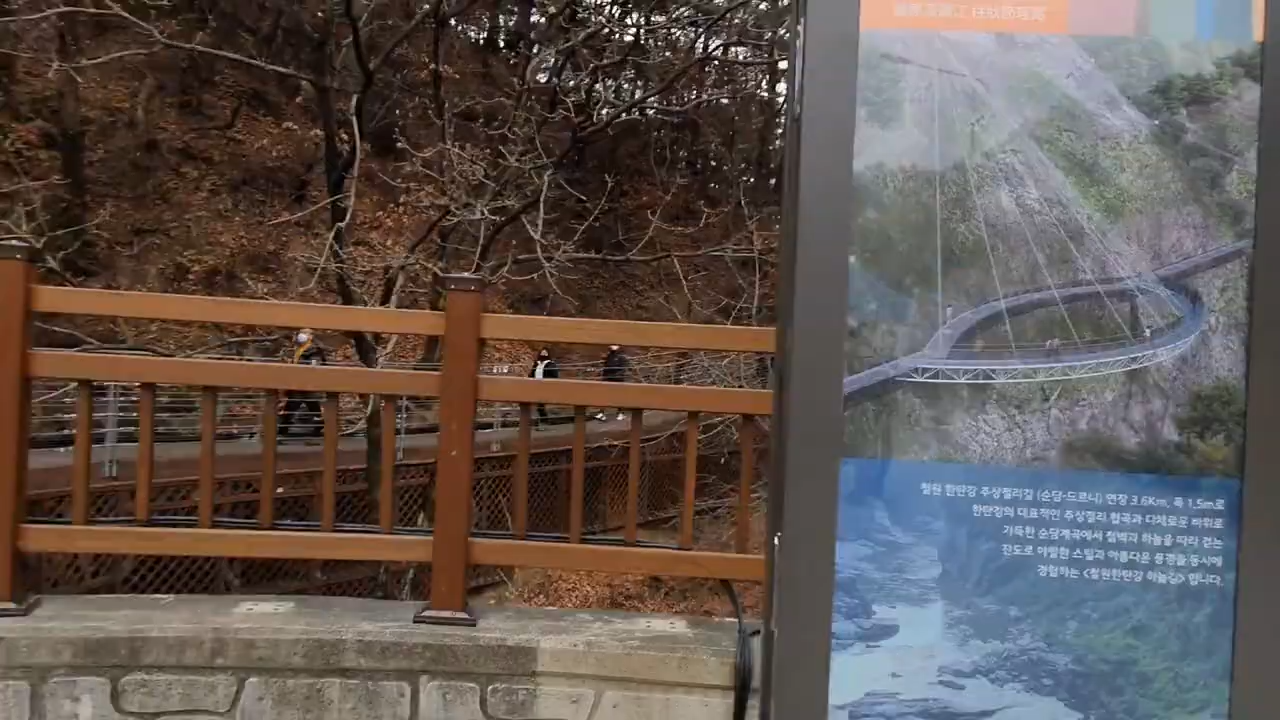 철원 한탄강 주상절리길 (순담-드르니) 연장 3.6Km, 폭 1.5m로
한탄강의 대표적인 주상절리 협곡과 다채로운 바위로
가득한 순담계곡에서 절벽과 하늘을 따라 걷는
잔도로 아찔한 스릴과 아름다운 풍경을 동시에
경험하는 <철원한탄강 하늘길> 입니다.